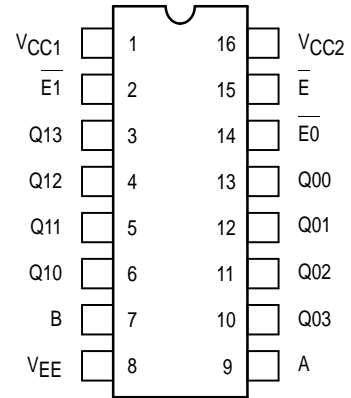 VCC1 1 16 VCC2
E1 2 15 E
Q13 3 14 E0
Q12 4 13 Q00
Q11 5 12 Q01
Q10 6 11 Q02
B 7 10 Q03
VEE 8 9 A